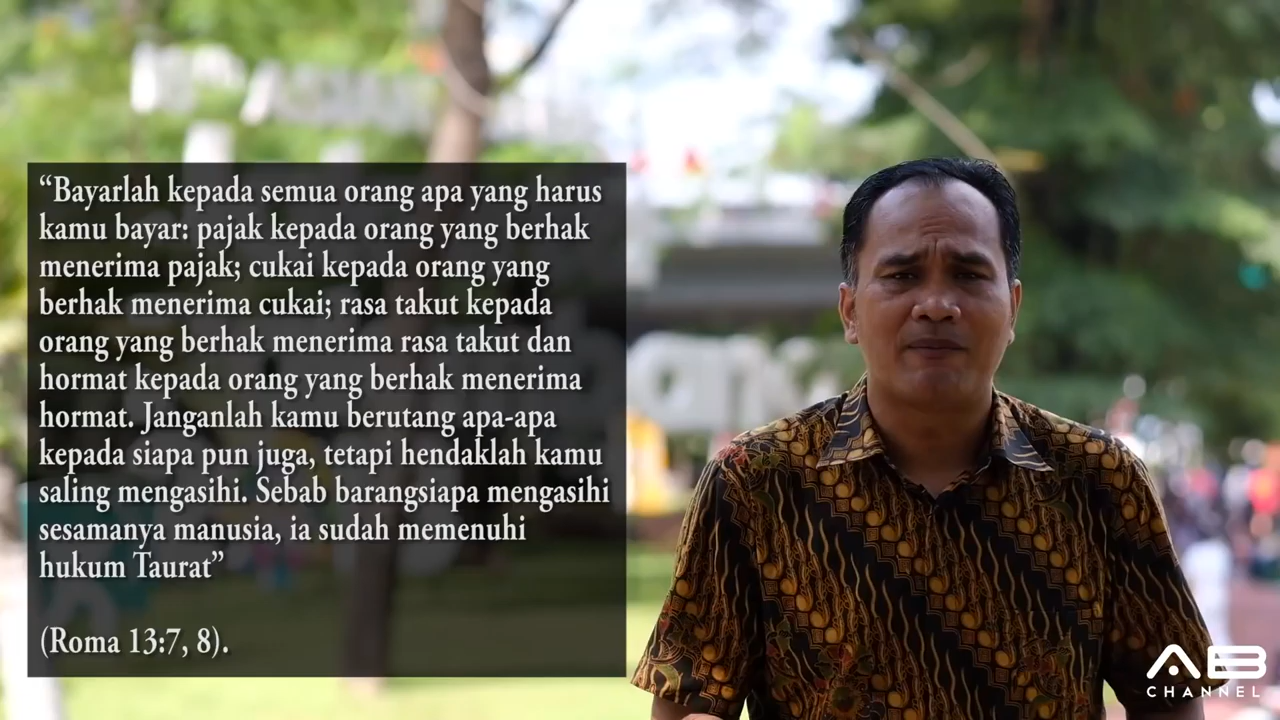 “Bayarlah kepada semua orang apa yang harus
kamu bayar: pajak kepada orang yang berhak
menerima pajak; cukai kepada orang yang
berhak menerima cukai; rasa takut kepada
orang yang berhak menerima rasa takut dan
hormat kepada orang yang berhak menerima
hormat. Janganlah kamu berutang apa-apa
kepada siapa pun juga, tetapi hendaklah kamu
saling mengasihi. Sebab barangsiapa mengasihi
sesamanya manusia, ia sudah memenuhi
hukum Taurat”
(Roma 13:7, 8).
AB
CHANNEL